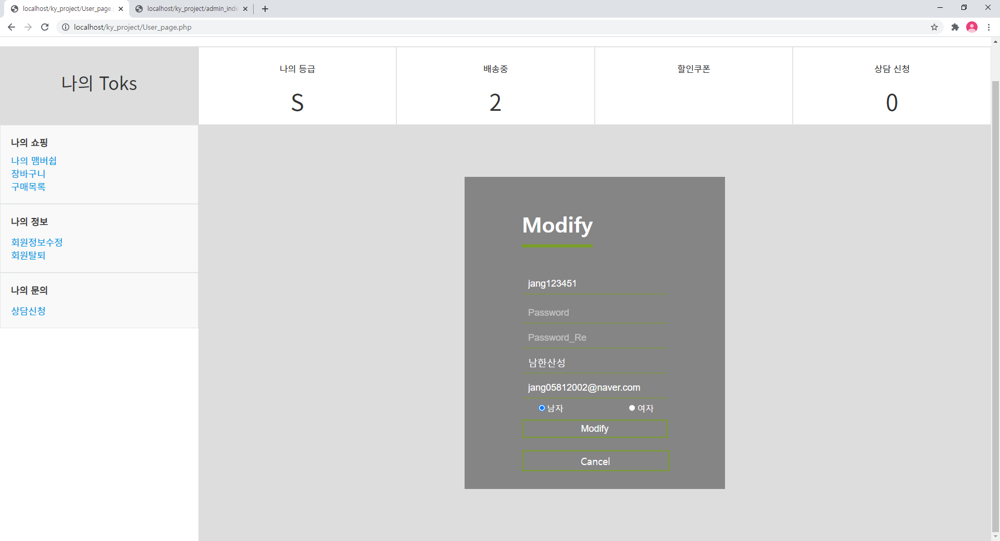 localhost/ky_project/User_page.
localhost/ky_project/admin_inde
localhost/ky_project/User_page.php
나의 Toks
나의 등급
S
배송중
2
할인쿠폰
상담 신청
0
나의 쇼핑
나의 맴버쉽
장바구니
구매목록
나의 정보
회원정보수정
회원탈퇴
나의 문의
상담신청
Modify
jang123451
Password
Password_Re
남한산성
jang05812002@naver.com
남자 여자
Modify
Cancel